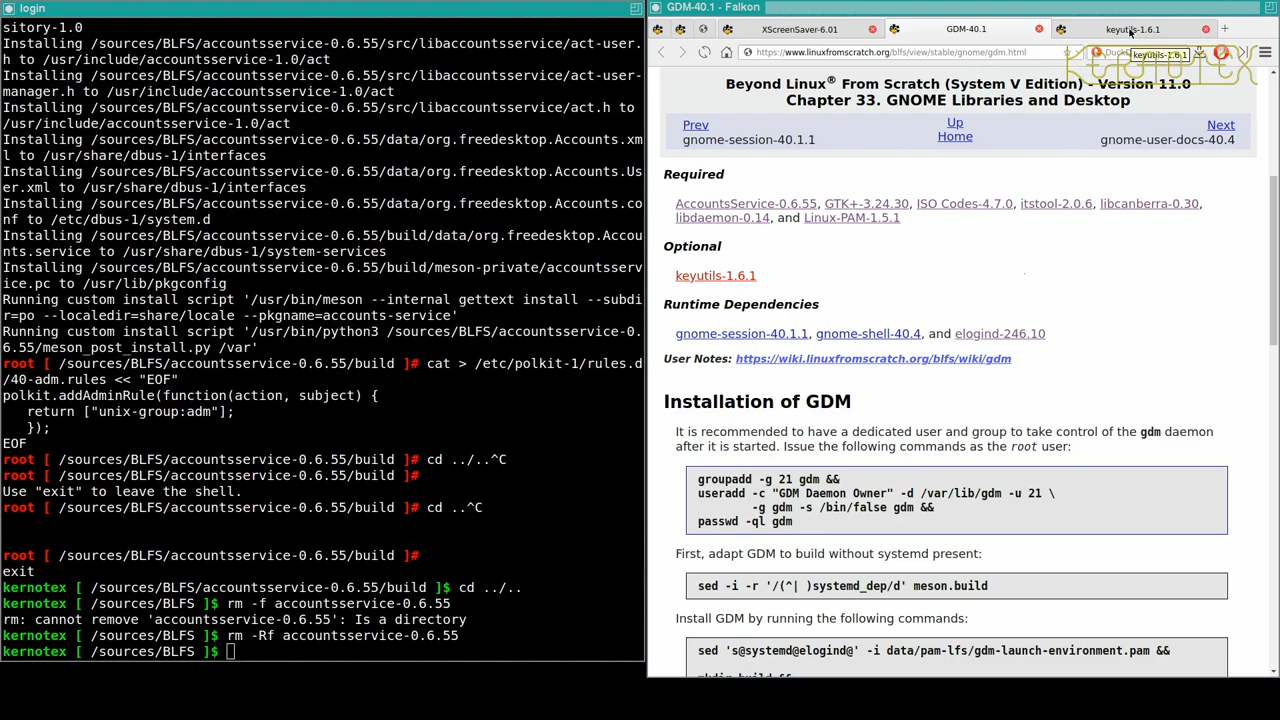 login
sitory-1.0
Installing /sources/BLFS/accountsservice-0.6.55/src/libaccountsservice/act-user.
h to /usr/include/accountsservice-1.0/act
Installing /sources/BLFS/accountsservice-0.6.55/src/libaccountsservice/act-user-
manager.h to /usr/include/accountsservice-1.0/act
Installing /sources/BLFS/accountsservice-0.6.55/src/libaccountsservice/act.h to
/usr/include/accountsservice-1.0/act
Installing /sources/BLFS/accountsservice-0.6.55/data/org.freedesktop.Accounts.xm
l to /usr/share/dbus-1/interfaces
Installing /sources/BLFS/accountsservice-0.6.55/data/org.freedesktop.Accounts.Us
er.xml to /usr/share/dbus-1/interfaces
Installing /sources/BLFS/accountsservice-0.6.55/data/org.freedesktop.Accounts.co
nf to /etc/dbus-1/system.d
Installing /sources/BLFS/accountsservice-0.6.55/build/data/org.freedesktop.Accou
nts.service to /usr/share/dbus-1/system-services
Installing /sources/BLFS/accountsservice-0.6.55/build/meson-private/accountsserv
ice.pc to /usr/lib/pkgconfig
Running custom install script '/usr/bin/meson --internal gettext install --subdi
r=po --localedir=share/locale --pkgname=accounts-service'
Running custom install script '/usr/bin/python3 /sources/BLFS/accountsservice-0.
6.55/meson_post_install.py /var'
root [ /sources/BLFS/accountsservice-0.6.55/build ]# cat > /etc/polkit-1/rules.d
/40-adm.rules << "EOF"
polkit.addAdminRule(function(action, subject) {
return ["unix-group:adm"];
});
EOF
root [ /sources/BLFS/accountsservice-0.6.55/build ]# cd ../..^C
root [ /sources/BLFS/accountsservice-0.6.55/build ]#
Use "exit" to leave the shell.
root [ /sources/BLFS/accountsservice-0.6.55/build ]# cd ..^C
root [ /sources/BLFS/accountsservice-0.6.55/build ]#
exit
kernotex [ /sources/BLFS/accountsservice-0.6.55/build ]$ cd ../..
kernotex [ /sources/BLFS ]$ rm -f accountsservice-0.6.55
rm: cannot remove 'accountsservice-0.6.55': Is a directory
kernotex [ /sources/BLFS ]$ rm -Rf accountsservice-0.6.55
kernotex [ /sources/BLFS ]$
GDM-40.1 - Falkon
XScreenSaver-6.01
GDM-40.1
keyutils-1.6.1
https://www.linuxfromscratch.org/blfs/view/stable/gnome/gdm.html
keyutils-1.6.1
kernotex
Beyond Linux® From Scratch (System V Edition) - Version 11.0
Chapter 33. GNOME Libraries and Desktop
Prev
Up
Next
gnome-session-40.1.1
Home
gnome-user-docs-40.4
Required
AccountsService-0.6.55, GTK+-3.24.30, ISO Codes-4.7.0, itstool-2.0.6, libcanberra-0.30,
libdaemon-0.14, and Linux-PAM-1.5.1
Optional
keyutils-1.6.1
Runtime Dependencies
gnome-session-40.1.1, gnome-shell-40.4, and elogind-246.10
User Notes: https://wiki.linuxfromscratch.org/blfs/wiki/gdm
Installation of GDM
It is recommended to have a dedicated user and group to take control of the gdm daemon
after it is started. Issue the following commands as the root user:
groupadd -g 21 gdm &&
useradd -c "GDM Daemon Owner" -d /var/lib/gdm -u 21 \
-g gdm -s /bin/false gdm &&
passwd -ql gdm
First, adapt GDM to build without systemd present:
sed -i -r '/(^| )systemd_dep/d' meson.build
Install GDM by running the following commands:
sed 's@systemd@elogind@' -i data/pam-lfs/gdm-launch-environment.pam &&
mkdir build &&